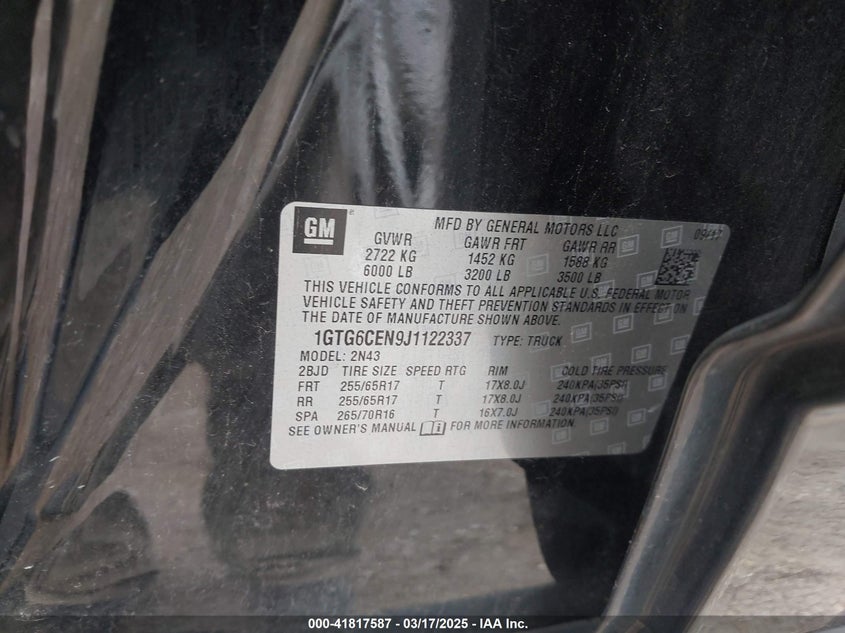 GM
MFD BY GENERAL MOTORS LLC
09/17
GVWR GAWR FRT GAWR RR
2722 KG 1452 KG 1588 KG
6000 LB 3200 LB 3500 LB
THIS VEHICLE CONFORMS TO ALL APPLICABLE U.S. FEDERAL MOTOR
VEHICLE SAFETY AND THEFT PREVENTION STANDARDS IN EFFECT ON
THE DATE OF MANUFACTURE SHOWN ABOVE.
1GTG6CEN9J1122337 TYPE: TRUCK
MODEL: 2N43
2BJD TIRE SIZE SPEED RTG RIM COLD TIRE PRESSURE
FRT 255/65R17 T 17X8.0J 240KPA(35PSI)
RR 255/65R17 T 17X8.0J 240KPA(35PSI)
SPA 265/70R16 T 16X7.0J 240KPA(35PSI)
SEE OWNER'S MANUAL FOR MORE INFORMATION
000-41817587 - 03/17/2025 - IAA Inc.